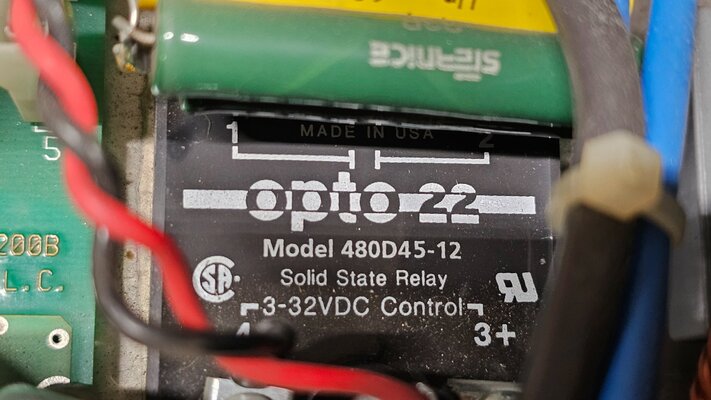 SIFANICE
1 MADE IN USA 2
opto 22
Model 480D45-12
Solid State Relay
3-32VDC Control
4 3+
5
200B
L.C.